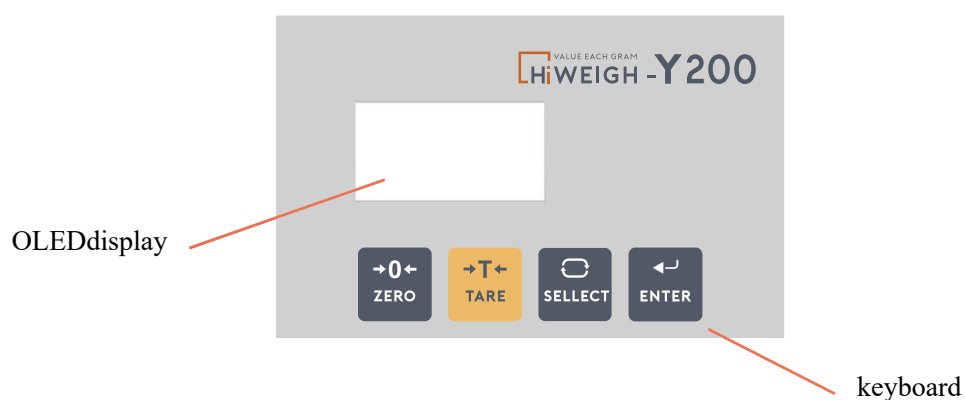 VALUE EACH GRAM
HiWEIGH -Y200
OLEDdisplay
→0←
→T←
ZERO
TARE
SELLECT
ENTER
keyboard